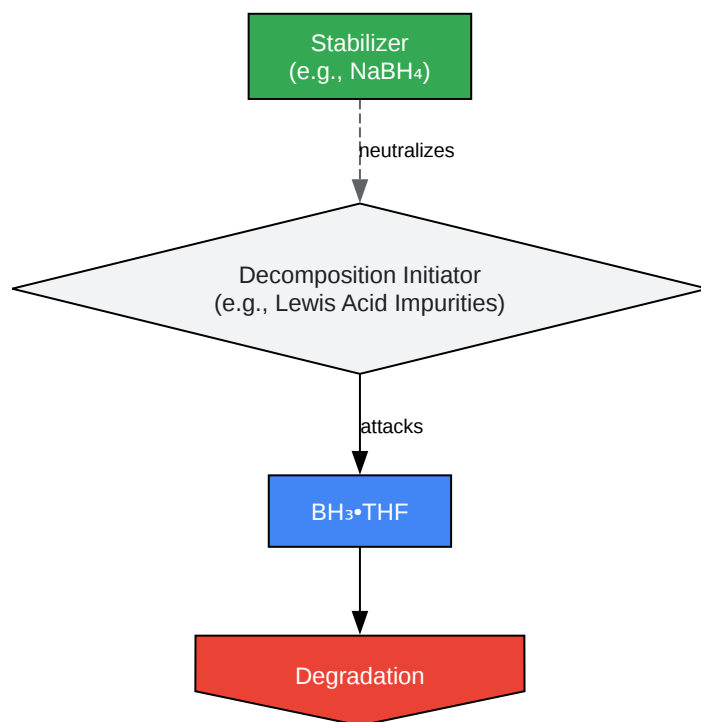 Stabilizer
(e.g., NaBH₄)
neutralizes
Decomposition Initiator
(e.g., Lewis Acid Impurities)
attacks
BH₃•THF
Degradation